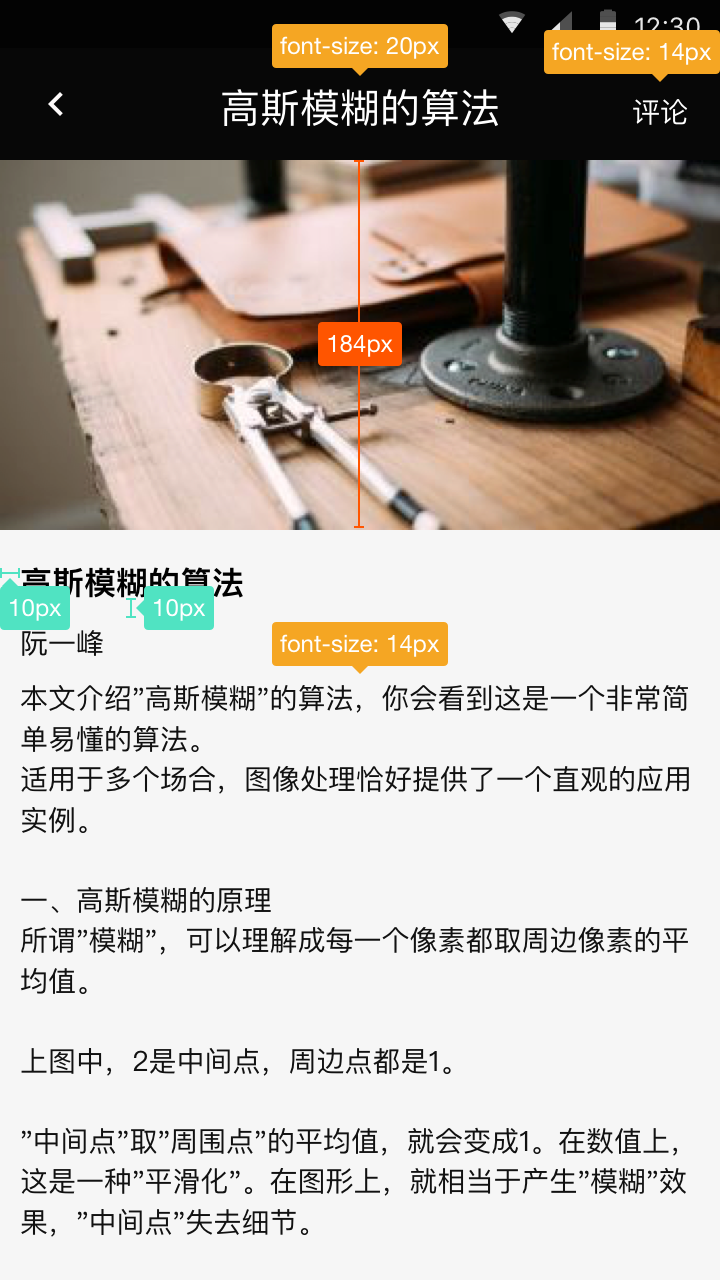 12:30
font-size: 20px
font-size: 14px
高斯模糊的算法
评论
184px
高斯模糊的算法
10px
10px
阮一峰
font-size: 14px
本文介绍”高斯模糊”的算法，你会看到这是一个非常简
单易懂的算法。
适用于多个场合，图像处理恰好提供了一个直观的应用
实例。
一、高斯模糊的原理
所谓”模糊”，可以理解成每一个像素都取周边像素的平
均值。
上图中，2是中间点，周边点都是1。
”中间点”取”周围点”的平均值，就会变成1。在数值上，
这是一种”平滑化”。在图形上，就相当于产生”模糊”效
果，”中间点”失去细节。